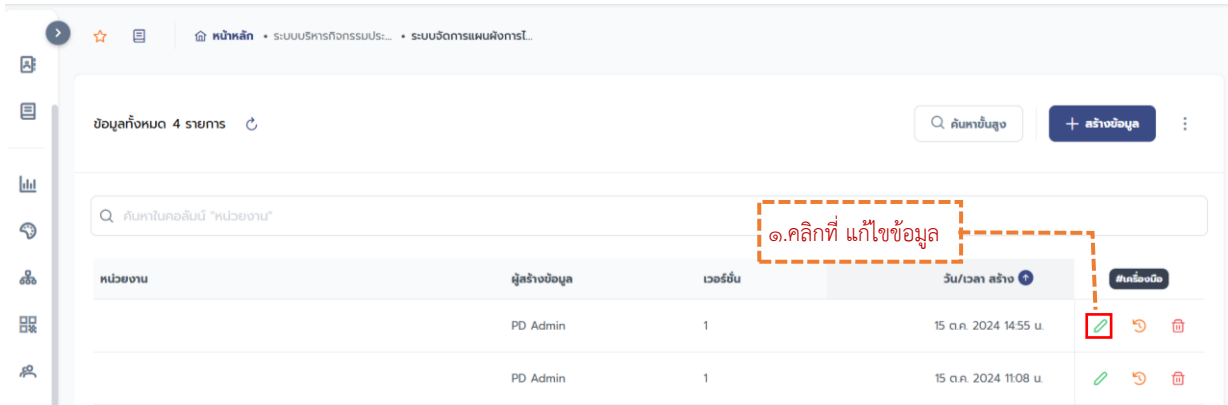 หน้าหลัก • ระบบบริหารกิจกรรมประ... • ระบบจัดการแผนผังการไ...
ข้อมูลทั้งหมด 4 รายการ
ค้นหาขั้นสูง
+ สร้างข้อมูล
ค้นหาในคอลัมน์ "หน่วยงาน"
๑.คลิกที่ แก้ไขข้อมูล
หน่วยงาน ผู้สร้างข้อมูล เวอร์ชั่น วัน/เวลา สร้าง #เครื่องมือ
PD Admin 1 15 ต.ค. 2024 14:55 น.
PD Admin 1 15 ต.ค. 2024 11:08 น.